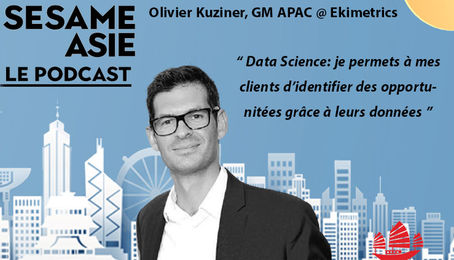 SESAME
ASIE
LE PODCAST
Olivier Kuziner, GM APAC @ Ekimetrics
“ Data Science: je permets à mes
clients d’identifier des opportu-
nitées grâce à leurs données ”